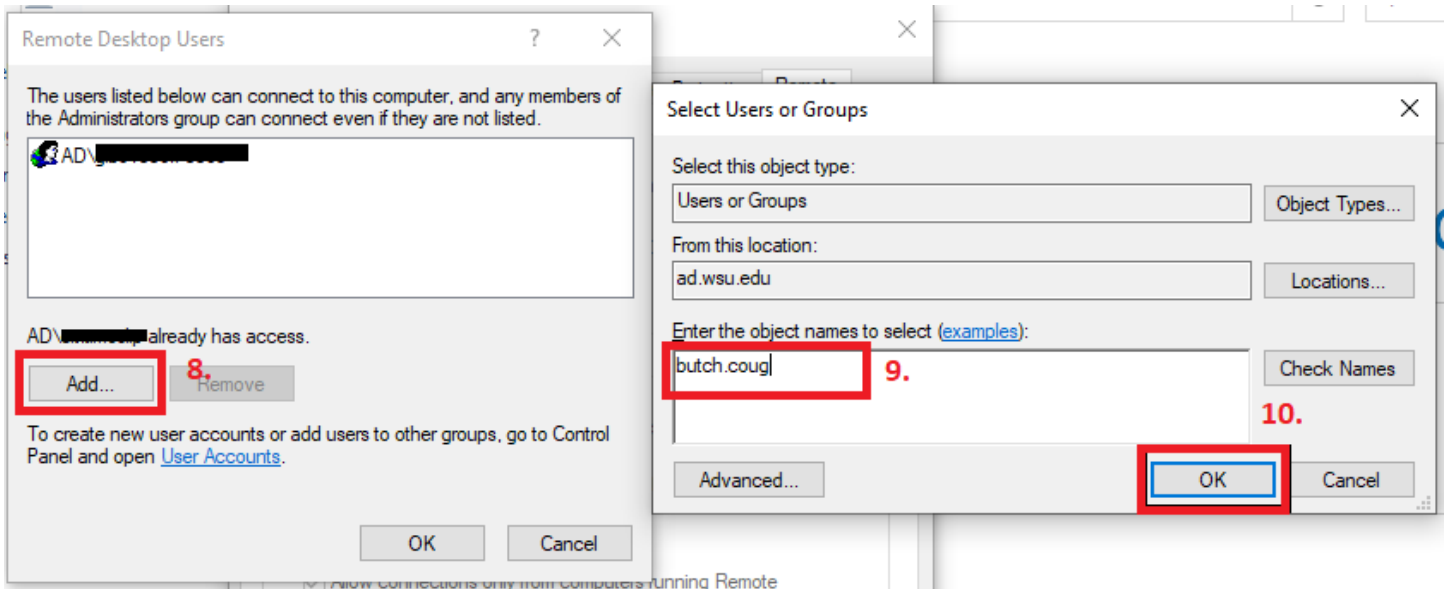 Remote Desktop Users
The users listed below can connect to this computer, and any members of
the Administrators group can connect even if they are not listed.
AD\
AD\ already has access.
Add...
8.
Remove
To create new user accounts or add users to other groups, go to Control
Panel and open User Accounts.
OK
Cancel
Remote
Select Users or Groups
Select this object type:
Users or Groups
Object Types...
From this location:
ad.wsu.edu
Locations...
Enter the object names to select (examples):
butch.coug
9.
Check Names
10.
Advanced...
OK
Cancel
Allow connections only from computers running Remote